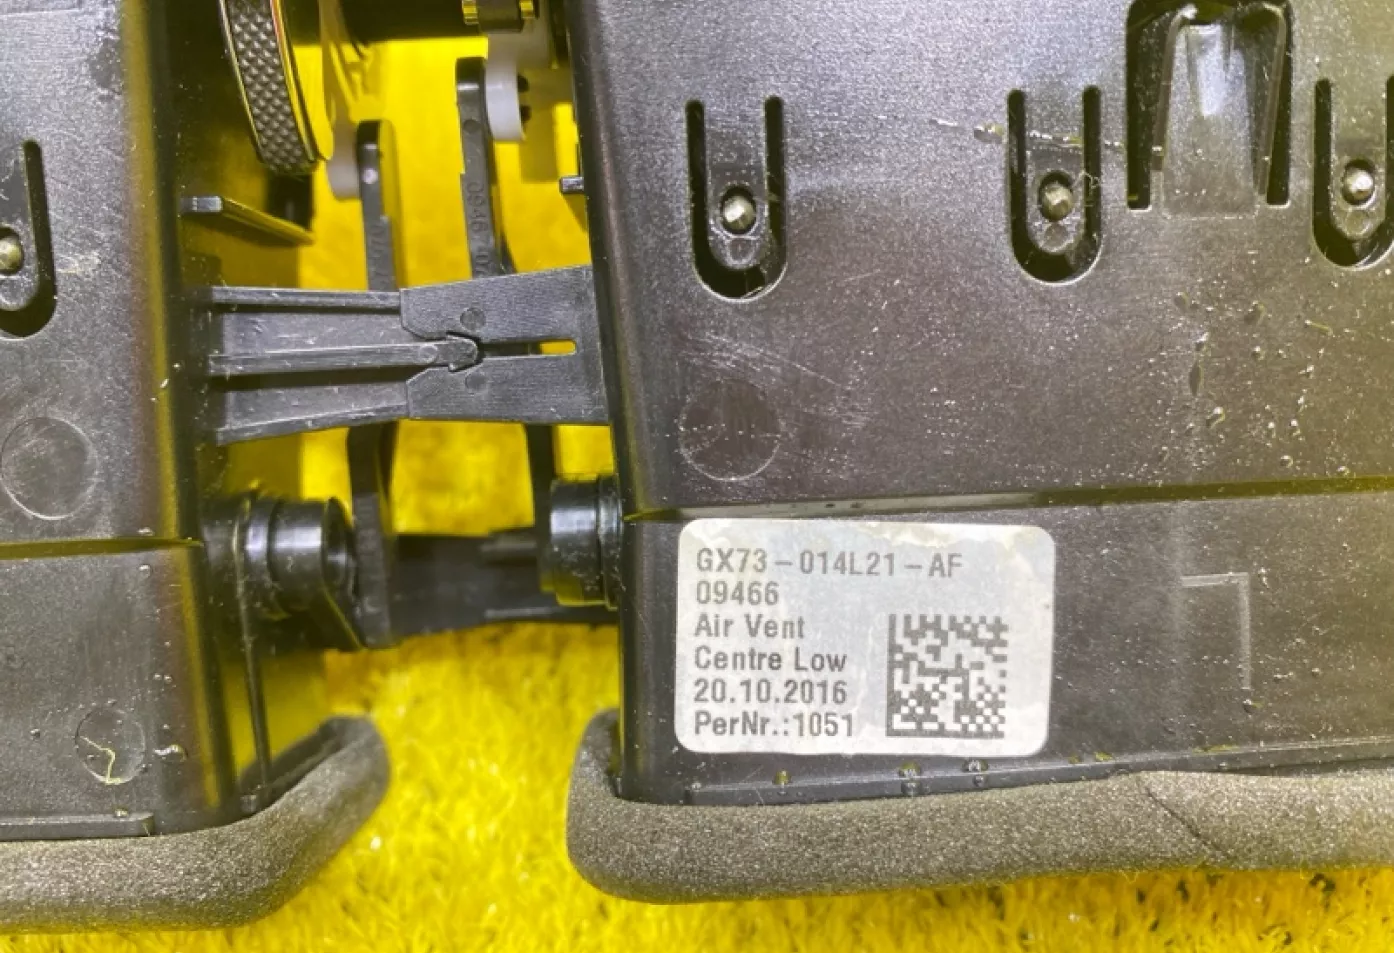 GX73-014L21-AF
09466
Air Vent
Centre Low
20.10.2016
PerNr.:1051